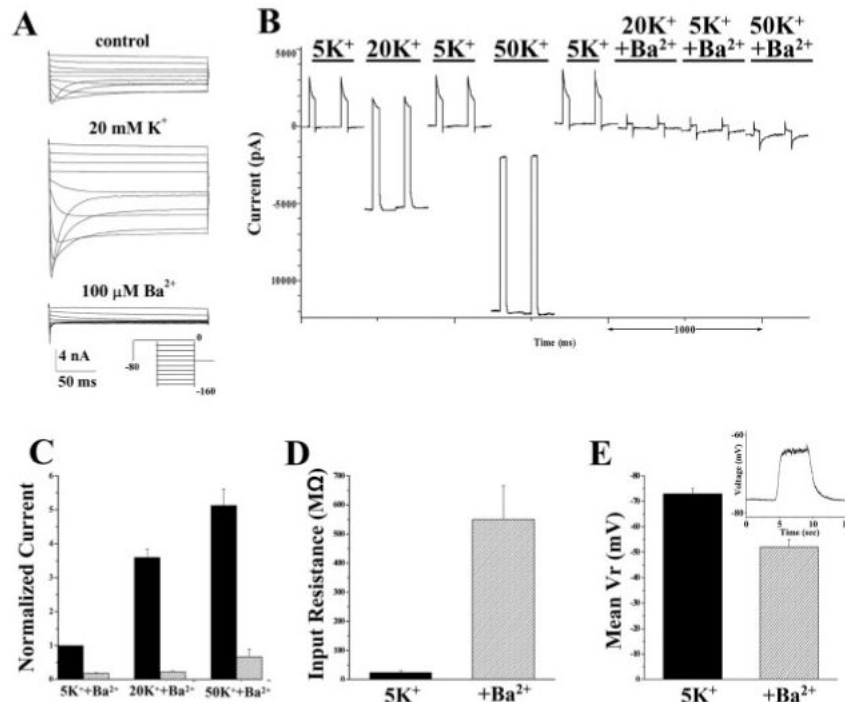 A
control
20 mM K⁺
100 μM Ba²⁺
4 nA
50 ms
0
-80
-160
B
5K⁺ 20K⁺ 5K⁺ 50K⁺ 5K⁺ 20K⁺+Ba²⁺ 5K⁺+Ba²⁺ 50K⁺+Ba²⁺
Current (pA)
5000
0
-5000
10000
1000
Time (ms)
C
Normalized Current
6
5
4
3
2
1
0
5K⁺+Ba²⁺ 20K⁺+Ba²⁺ 50K⁺+Ba²⁺
D
Input Resistance (MΩ)
700
600
500
400
300
200
100
0
5K⁺ +Ba²⁺
E
Mean Vr (mV)
-80
-70
-60
-50
-40
-30
-20
-10
0
5K⁺ +Ba²⁺
-60
Voltage (mV)
-80
0 5 10 15
Time (sec)